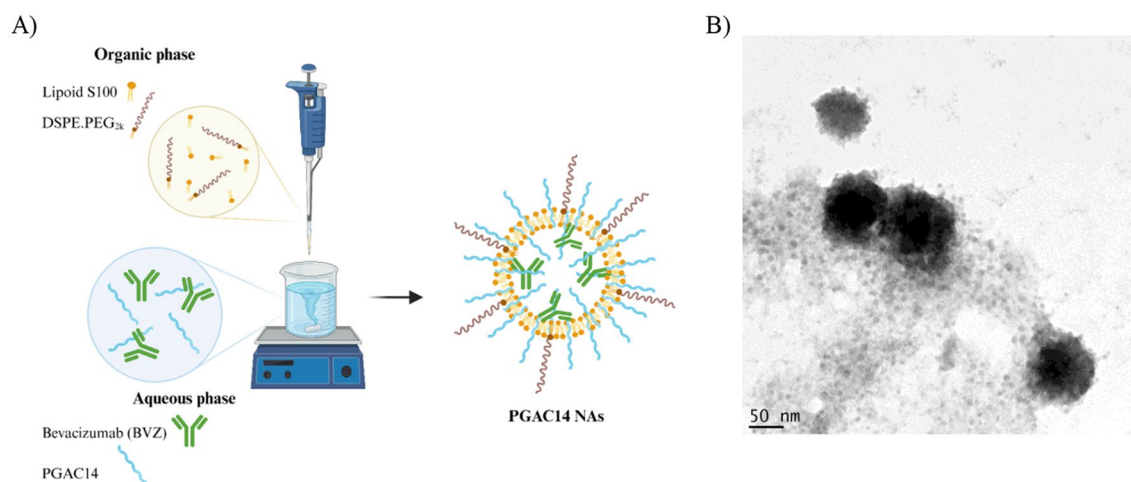 A)
Organic phase
Lipoid S100
DSPE.PEG2k
Aqueous phase
Bevacizumab (BVZ)
PGAC14
PGAC14 NAs
B)
50 nm